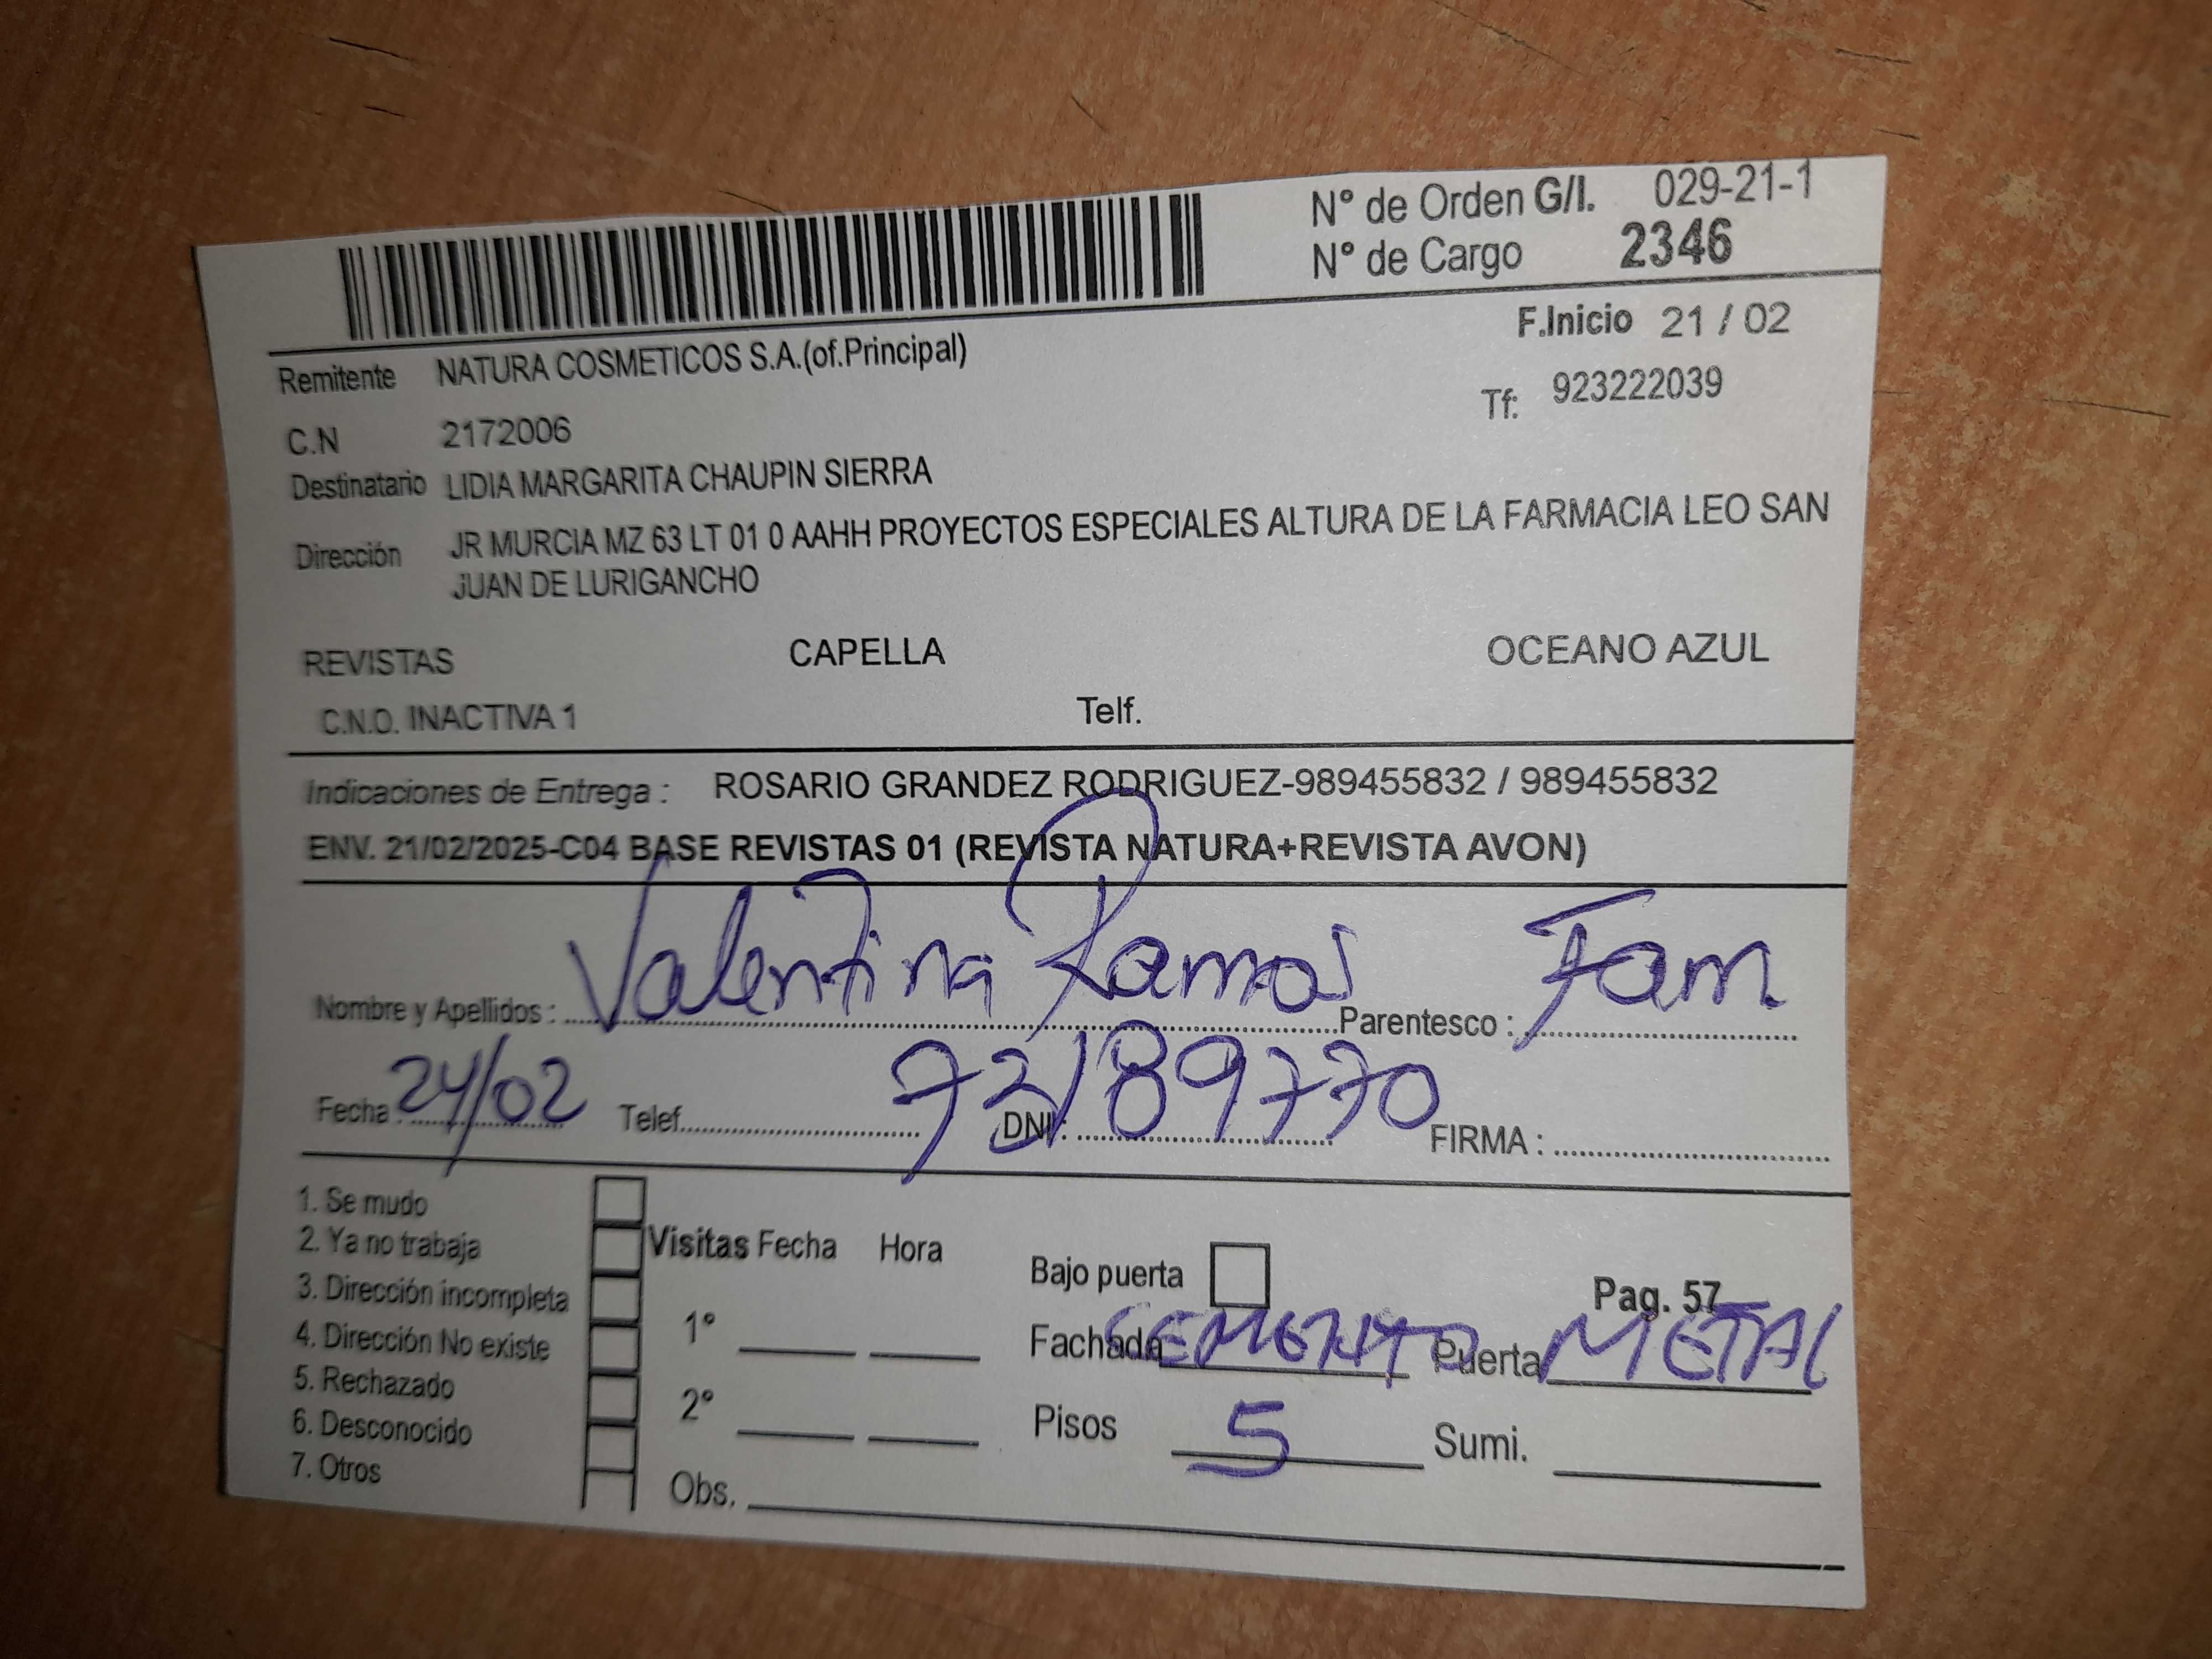 N° de Orden G/I. 029-21-1
N° de Cargo 2346
F.Inicio 21 / 02
Remitente NATURA COSMETICOS S.A.(of.Principal)
Tf: 923222039
C.N 2172006
Destinatario LIDIA MARGARITA CHAUPIN SIERRA
Dirección JR MURCIA MZ 63 LT 01 0 AAHH PROYECTOS ESPECIALES ALTURA DE LA FARMACIA LEO SAN
JUAN DE LURIGANCHO
REVISTAS CAPELLA OCEANO AZUL
C.N.O. INACTIVA 1 Telf.
Indicaciones de Entrega : ROSARIO GRANDEZ RODRIGUEZ-989455832 / 989455832
ENV. 21/02/2025-C04 BASE REVISTAS 01 (REVISTA NATURA+REVISTA AVON)
Nombre y Apellidos : Valentina Ramos Parentesco : Fam
Fecha : 24/02 Telef. DNI : 73189770 FIRMA :
1. Se mudo
2. Ya no trabaja
3. Dirección incompleta
4. Dirección No existe
5. Rechazado
6. Desconocido
7. Otros
Visitas Fecha Hora
1°
2°
Obs.
Bajo puerta Pag. 57
Fachada CEMENTO Puerta METAL
Pisos 5 Sumi.